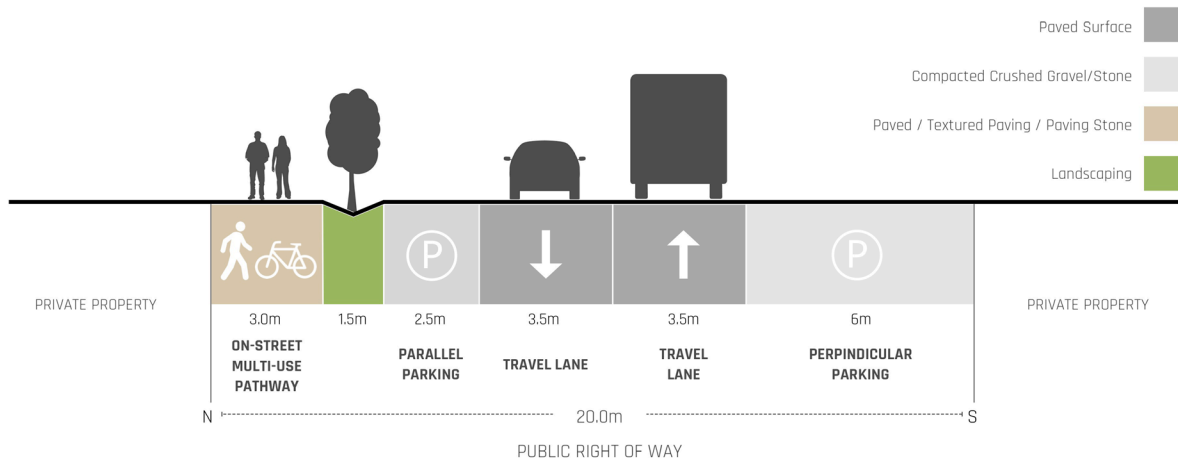 Paved Surface
Compacted Crushed Gravel/Stone
Paved / Textured Paving / Paving Stone
Landscaping
P
P
PRIVATE PROPERTY
PRIVATE PROPERTY
3.0m
1.5m
2.5m
3.5m
3.5m
6m
ON-STREET
MULTI-USE
PATHWAY
PARALLEL
PARKING
TRAVEL LANE
TRAVEL
LANE
PERPINDICULAR
PARKING
N
20.0m
S
PUBLIC RIGHT OF WAY